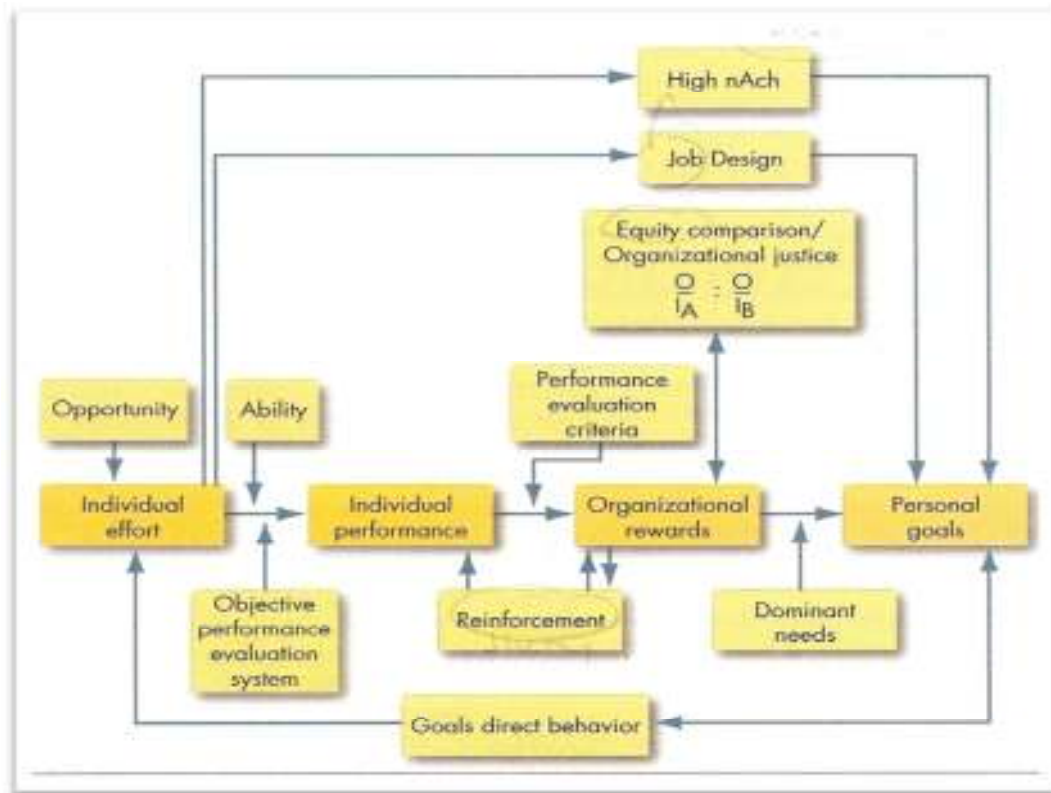 High nAch
Job Design
Equity comparison/
Organizational justice
O : O
IA IB
Performance
evaluation
criteria
Opportunity
Ability
Individual
effort
Individual
performance
Organizational
rewards
Personal
goals
Objective
performance
evaluation
system
Reinforcement
Dominant
needs
Goals direct behavior